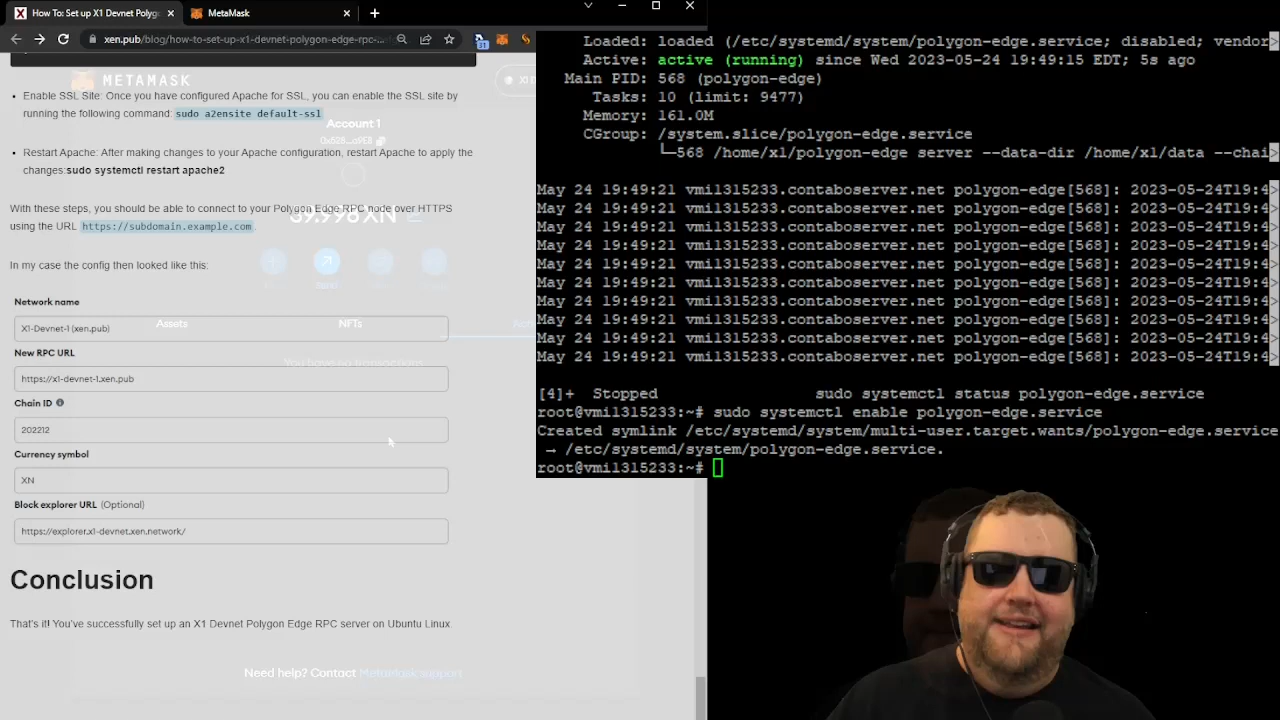 How To: Set up X1 Devnet Polyg
MetaMask
xen.pub/blog/how-to-set-up-x1-devnet-polygon-edge-rpc-...
31
METAMASK
X1 D
Enable SSL Site: Once you have configured Apache for SSL, you can enable the SSL site by
running the following command: sudo a2ensite default-ssl
Account 1
Restart Apache: After making changes to your Apache configuration, restart Apache to apply the
changes:sudo systemctl restart apache2
With these steps, you should be able to connect to your Polygon Edge RPC node over HTTPS
using the URL https://subdomain.example.com.
39.998 XN
In my case the config then looked like this:
Network name
X1-Devnet-1 (xen.pub)
Assets
NFTs
New RPC URL
You have no transactions
https://x1-devnet-1.xen.pub
Chain ID
202212
Currency symbol
XN
Block explorer URL (Optional)
https://explorer.x1-devnet.xen.network/
Conclusion
That's it! You've successfully set up an X1 Devnet Polygon Edge RPC server on Ubuntu Linux.
Need help? Contact MetaMask support
Loaded: loaded (/etc/systemd/system/polygon-edge.service; disabled; vendor>
Active: active (running) since Wed 2023-05-24 19:49:15 EDT; 5s ago
Main PID: 568 (polygon-edge)
Tasks: 10 (limit: 9477)
Memory: 161.0M
CGroup: /system.slice/polygon-edge.service
└─568 /home/x1/polygon-edge server --data-dir /home/x1/data --chai>
May 24 19:49:21 vmi1315233.contaboserver.net polygon-edge[568]: 2023-05-24T19:4>
May 24 19:49:21 vmi1315233.contaboserver.net polygon-edge[568]: 2023-05-24T19:4>
May 24 19:49:21 vmi1315233.contaboserver.net polygon-edge[568]: 2023-05-24T19:4>
May 24 19:49:21 vmi1315233.contaboserver.net polygon-edge[568]: 2023-05-24T19:4>
May 24 19:49:21 vmi1315233.contaboserver.net polygon-edge[568]: 2023-05-24T19:4>
May 24 19:49:21 vmi1315233.contaboserver.net polygon-edge[568]: 2023-05-24T19:4>
May 24 19:49:21 vmi1315233.contaboserver.net polygon-edge[568]: 2023-05-24T19:4>
May 24 19:49:21 vmi1315233.contaboserver.net polygon-edge[568]: 2023-05-24T19:4>
May 24 19:49:21 vmi1315233.contaboserver.net polygon-edge[568]: 2023-05-24T19:4>
May 24 19:49:21 vmi1315233.contaboserver.net polygon-edge[568]: 2023-05-24T19:4>
[4]+  Stopped sudo systemctl status polygon-edge.service
root@vmi1315233:~# sudo systemctl enable polygon-edge.service
Created symlink /etc/systemd/system/multi-user.target.wants/polygon-edge.service
→ /etc/systemd/system/polygon-edge.service.
root@vmi1315233:~#